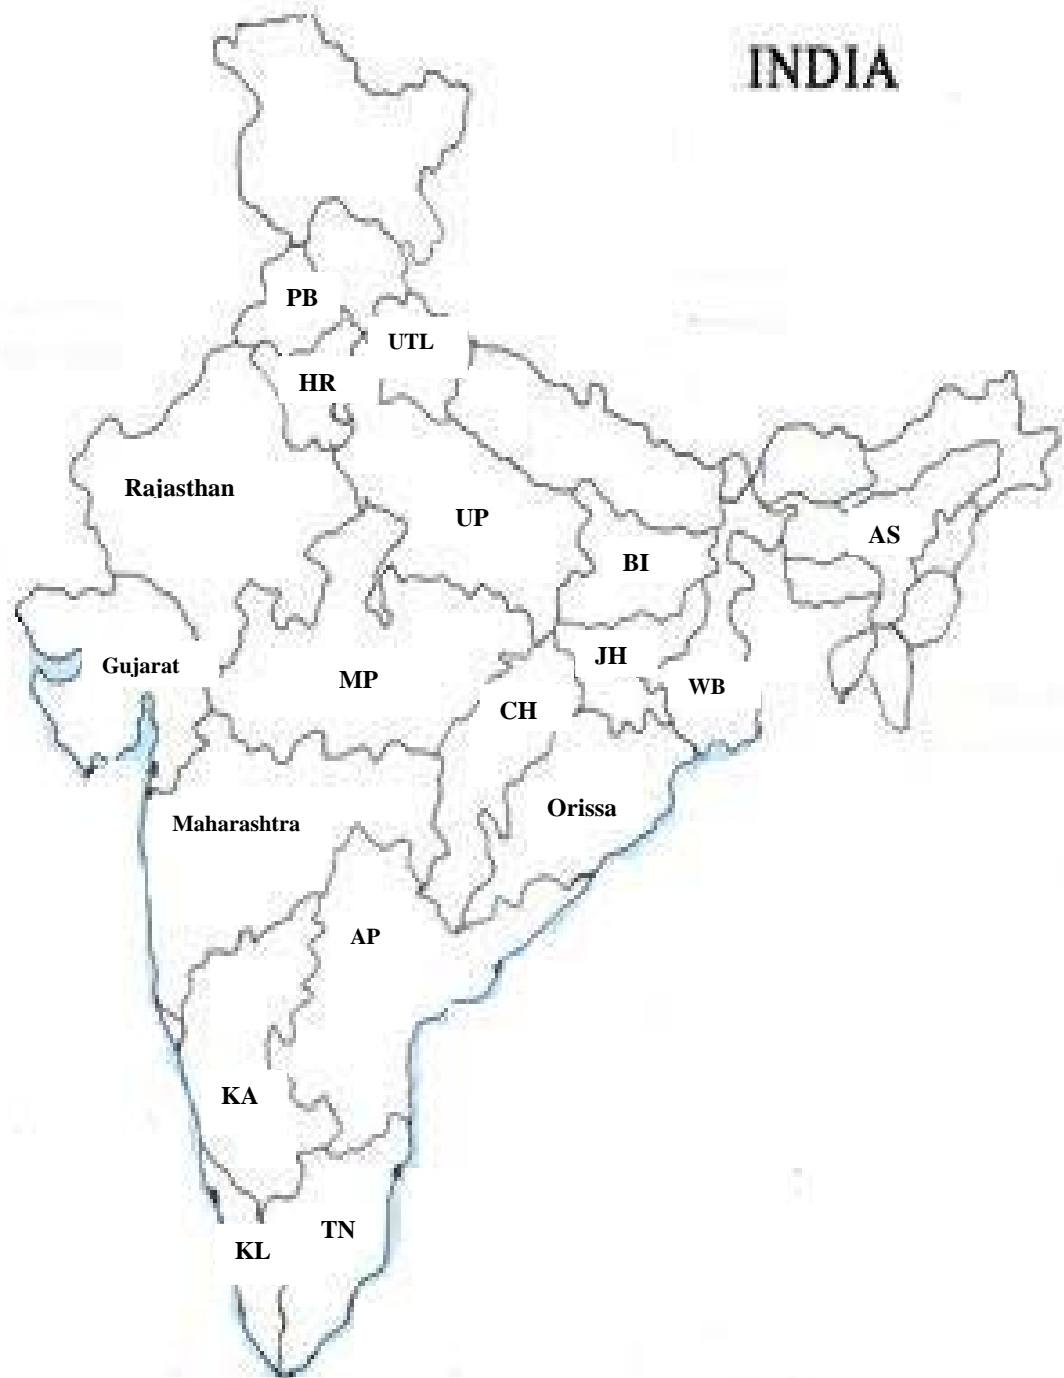 INDIA
PB
UTL
HR
Rajasthan
UP
AS
BI
Gujarat
MP
JH
WB
CH
Orissa
Maharashtra
AP
KA
TN
KL